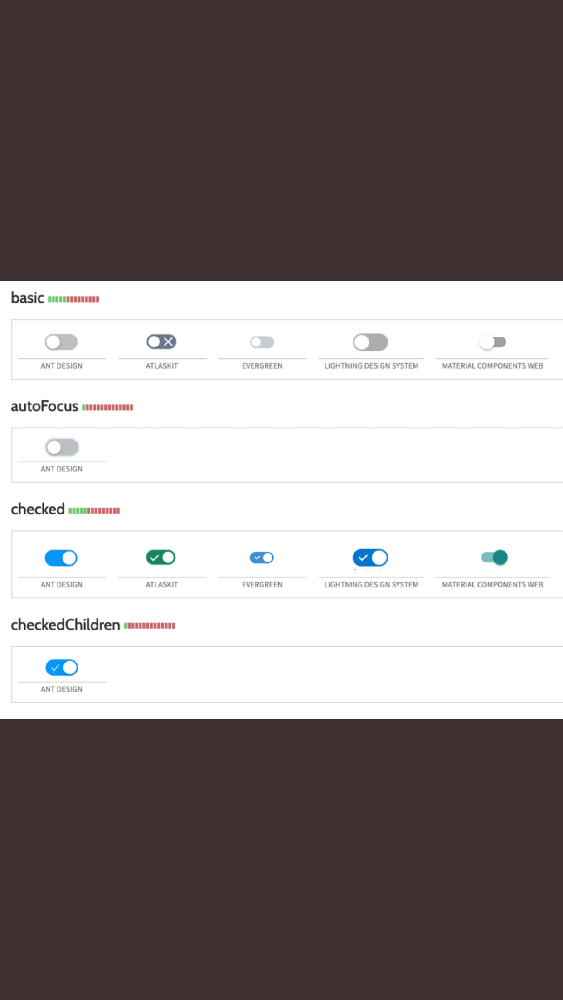 basic
ANT DESIGN ATLASKIT EVERGREEN LIGHTNING DESIGN SYSTEM MATERIAL COMPONENTS WEB
autoFocus
ANT DESIGN
checked
ANT DESIGN ATLASKIT EVERGREEN LIGHTNING DESIGN SYSTEM MATERIAL COMPONENTS WEB
checkedChildren
ANT DESIGN